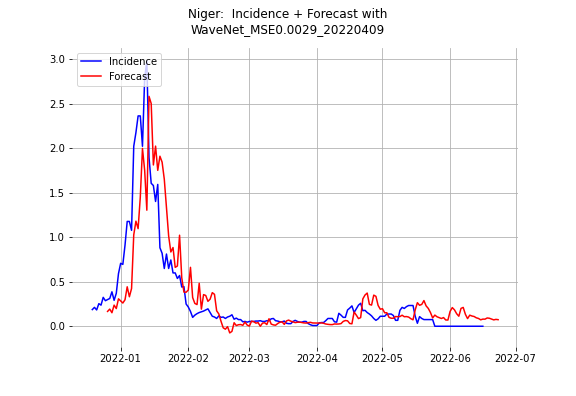 Niger:  Incidence + Forecast with
WaveNet_MSE0.0029_20220409
Incidence
Forecast
3.0
2.5
2.0
1.5
1.0
0.5
0.0
2022-01 2022-02 2022-03 2022-04 2022-05 2022-06 2022-07